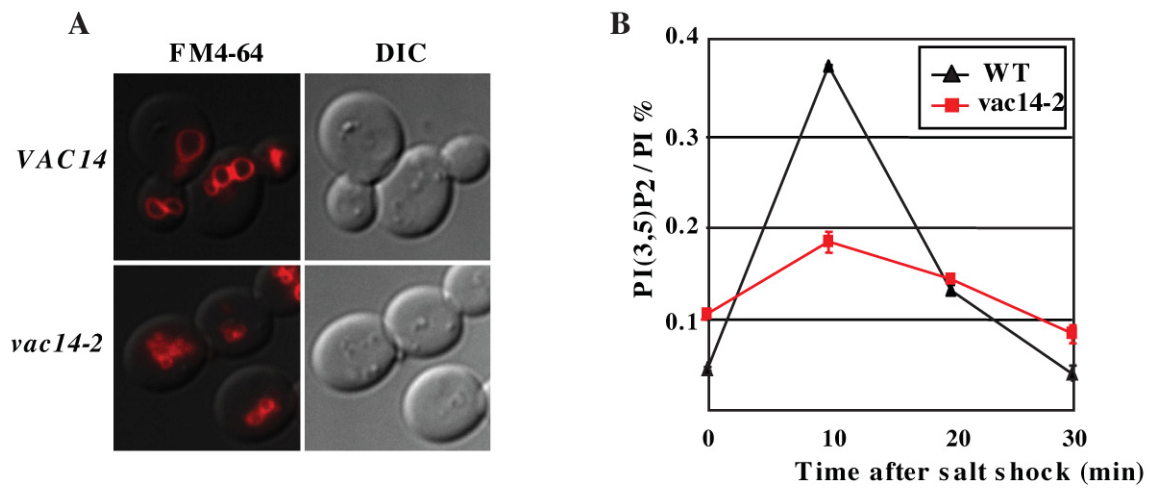 A
FM4-64
DIC
VAC14
vac14-2
B
0.4
0.3
0.2
0.1
PI(3,5)P2 / PI %
WT
vac14-2
0
10
20
30
Time after salt shock (min)